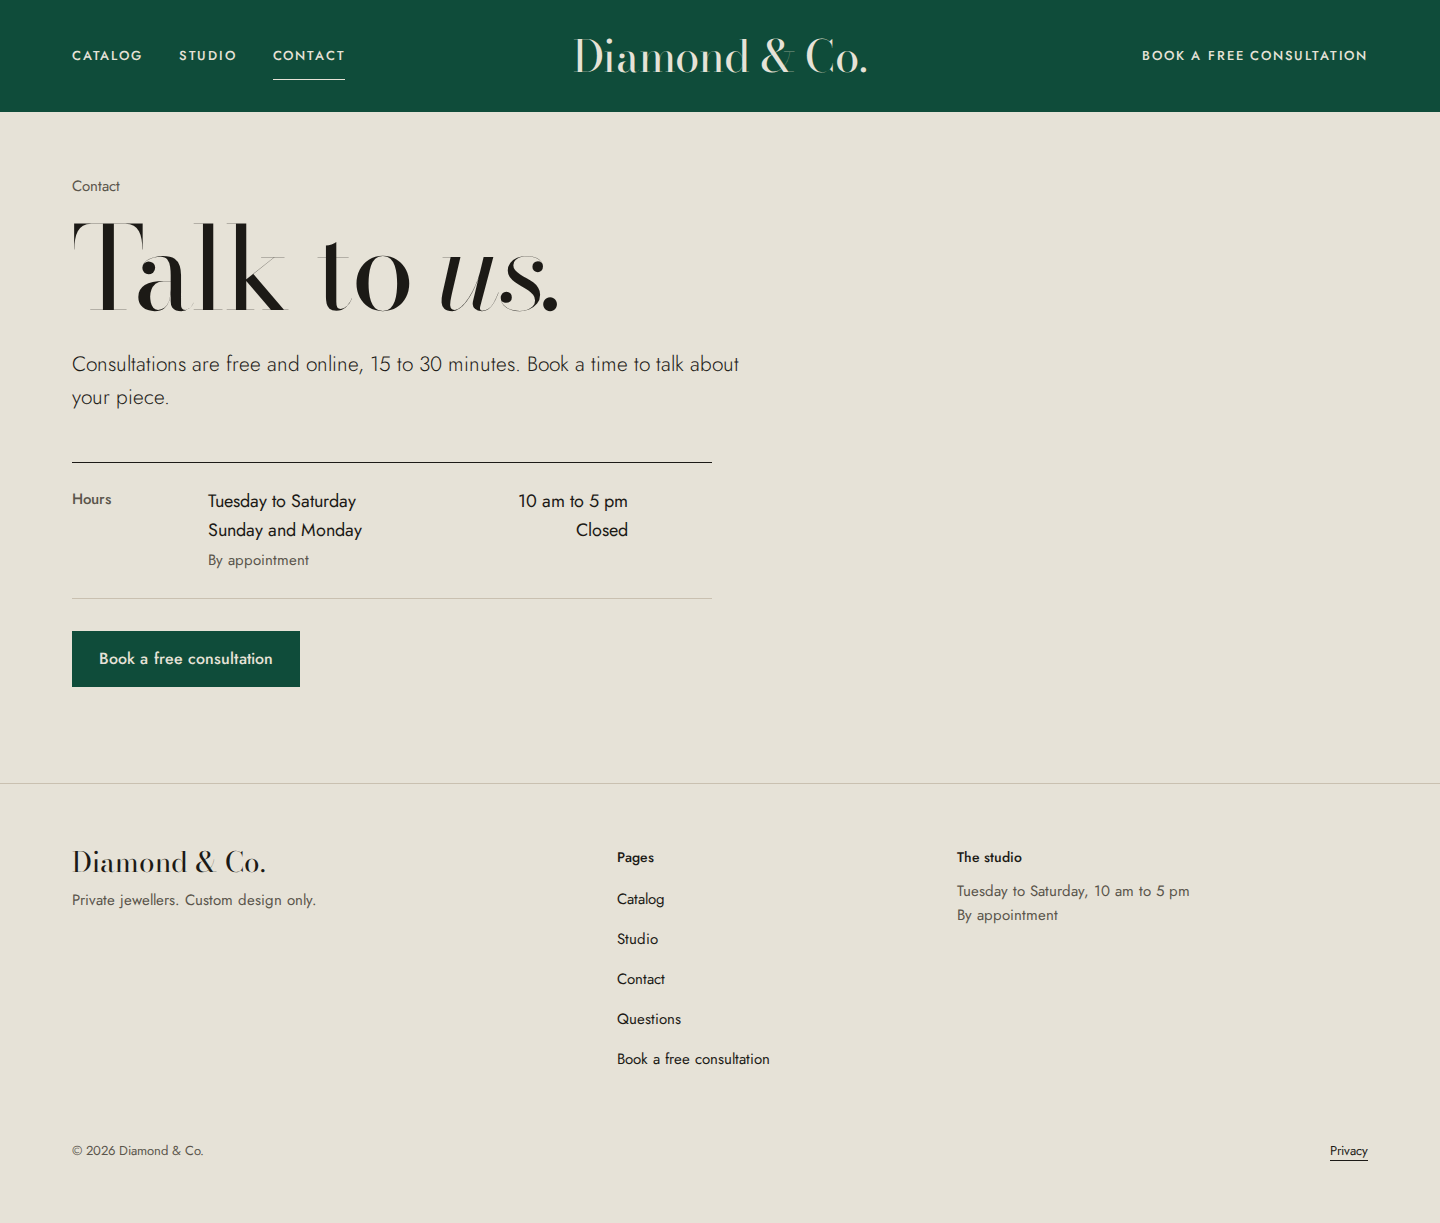 CATALOG STUDIO CONTACT Diamond & Co. BOOK A FREE CONSULTATION
Contact
Talk to us.
Consultations are free and online, 15 to 30 minutes. Book a time to talk about
your piece.
Hours Tuesday to Saturday 10 am to 5 pm
Sunday and Monday Closed
By appointment
Book a free consultation
Diamond & Co.
Private jewellers. Custom design only.
Pages
Catalog
Studio
Contact
Questions
Book a free consultation
The studio
Tuesday to Saturday, 10 am to 5 pm
By appointment
© 2026 Diamond & Co. Privacy